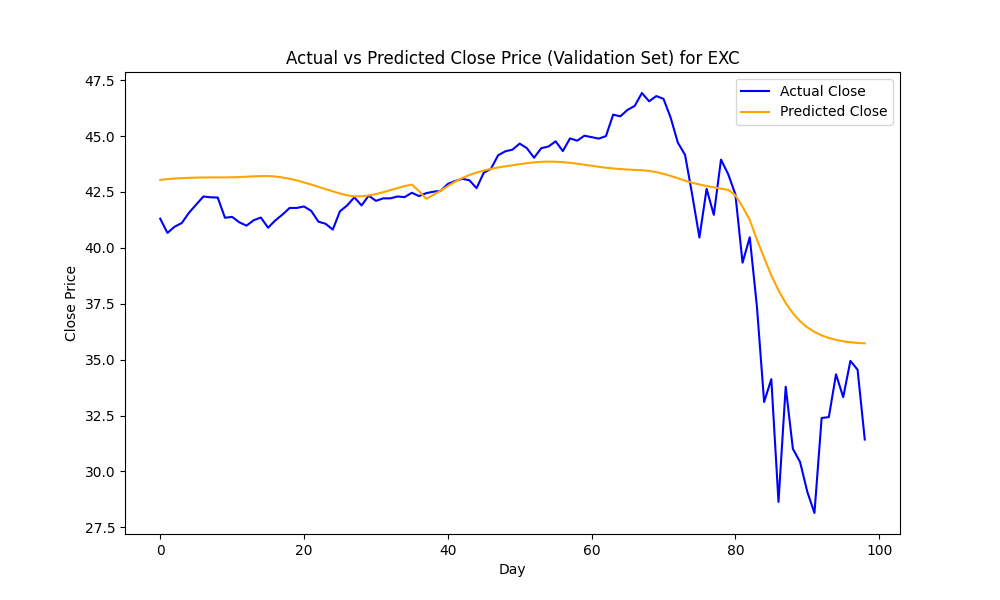 Actual vs Predicted Close Price (Validation Set) for EXC
Actual Close
Predicted Close
47.5
45.0
42.5
40.0
37.5
35.0
32.5
30.0
27.5
Close Price
0 20 40 60 80 100
Day